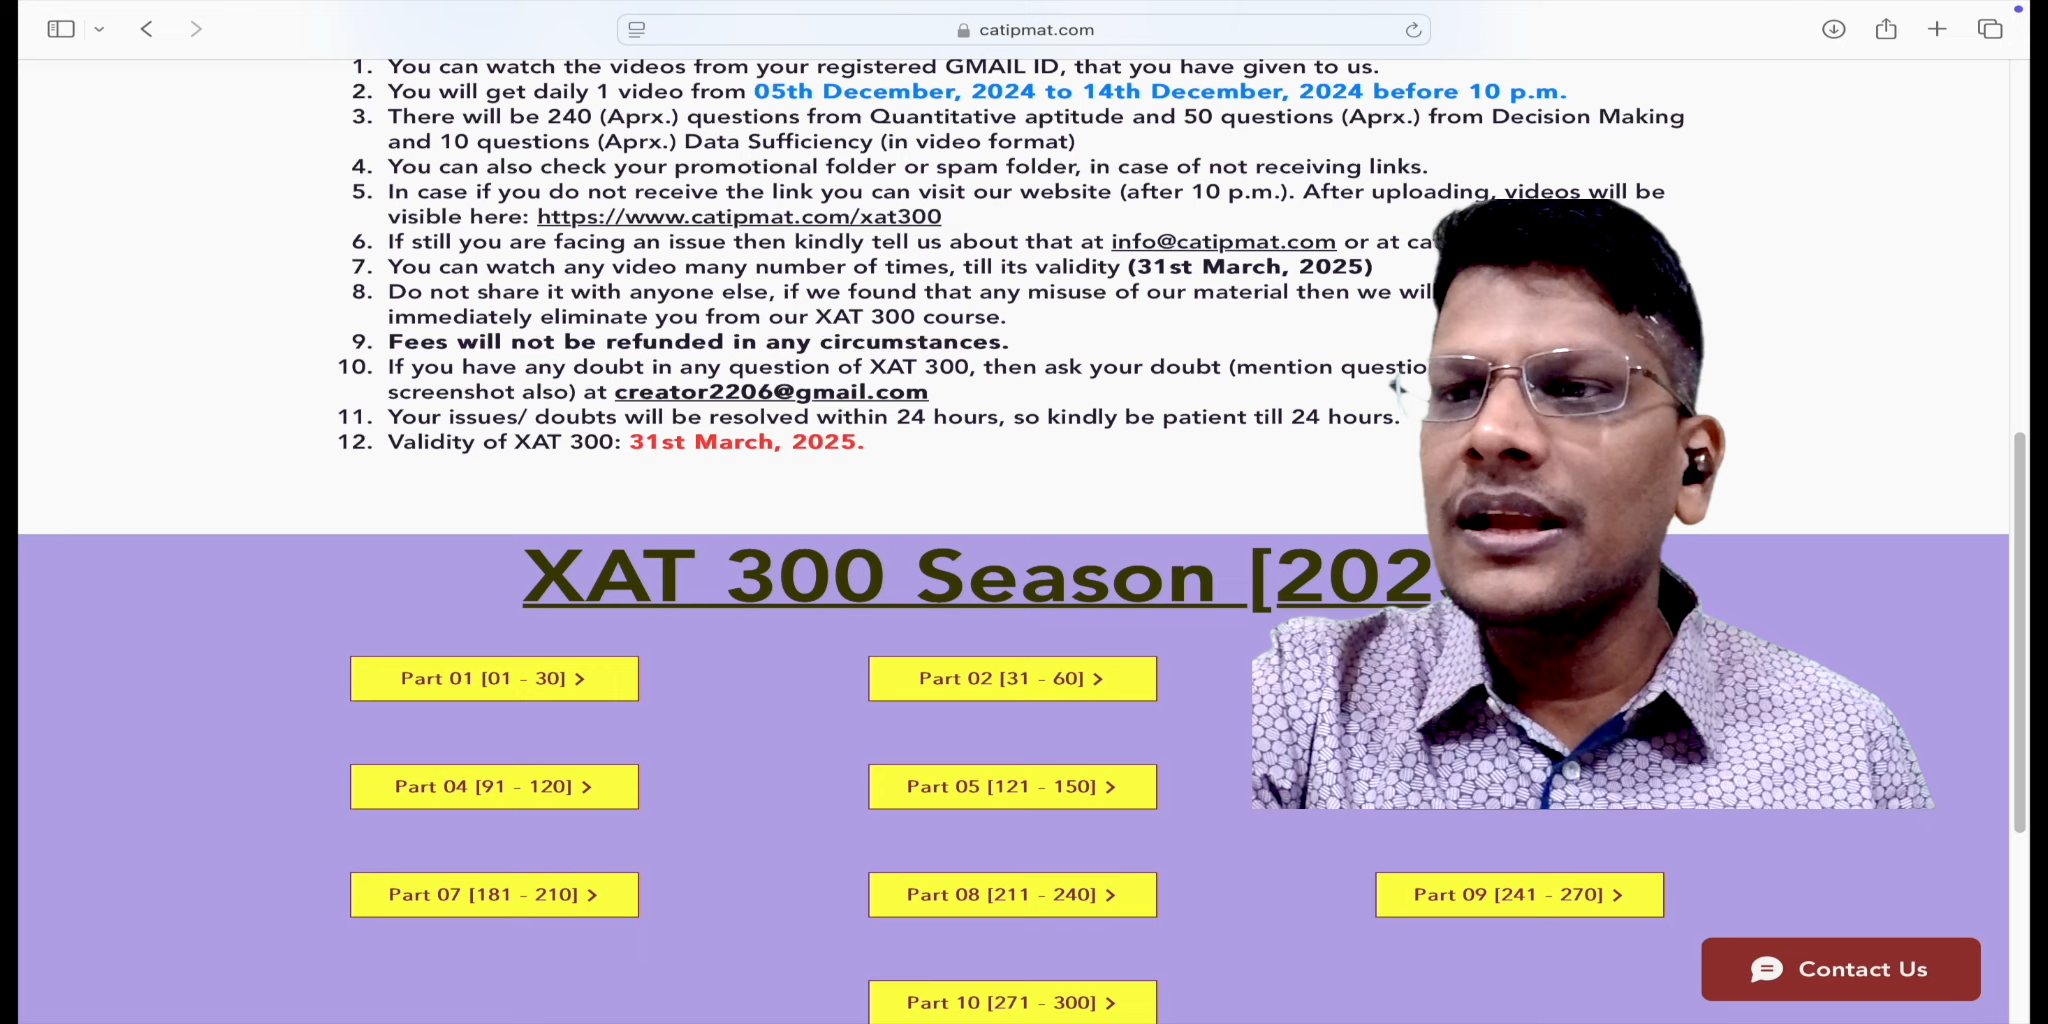 catipmat.com
1. You can watch the videos from your registered GMAIL ID, that you have given to us.
2. You will get daily 1 video from 05th December, 2024 to 14th December, 2024 before 10 p.m.
3. There will be 240 (Aprx.) questions from Quantitative aptitude and 50 questions (Aprx.) from Decision Making
and 10 questions (Aprx.) Data Sufficiency (in video format)
4. You can also check your promotional folder or spam folder, in case of not receiving links.
5. In case if you do not receive the link you can visit our website (after 10 p.m.). After uploading, videos will be
visible here: https://www.catipmat.com/xat300
6. If still you are facing an issue then kindly tell us about that at info@catipmat.com or at
7. You can watch any video many number of times, till its validity (31st March, 2025)
8. Do not share it with anyone else, if we found that any misuse of our material then we
immediately eliminate you from our XAT 300 course.
9. Fees will not be refunded in any circumstances.
10. If you have any doubt in any question of XAT 300, then ask your doubt (mention
screenshot also) at creator2206@gmail.com
11. Your issues/ doubts will be resolved within 24 hours, so kindly be patient till 24 hours.
12. Validity of XAT 300: 31st March, 2025.
XAT 300 Season
Part 01 [01 - 30] >
Part 02 [31 - 60] >
Part 04 [91 - 120] >
Part 05 [121 - 150] >
Part 07 [181 - 210] >
Part 08 [211 - 240] >
Part 09 [241 - 270] >
Part 10 [271 - 300] >
Contact Us